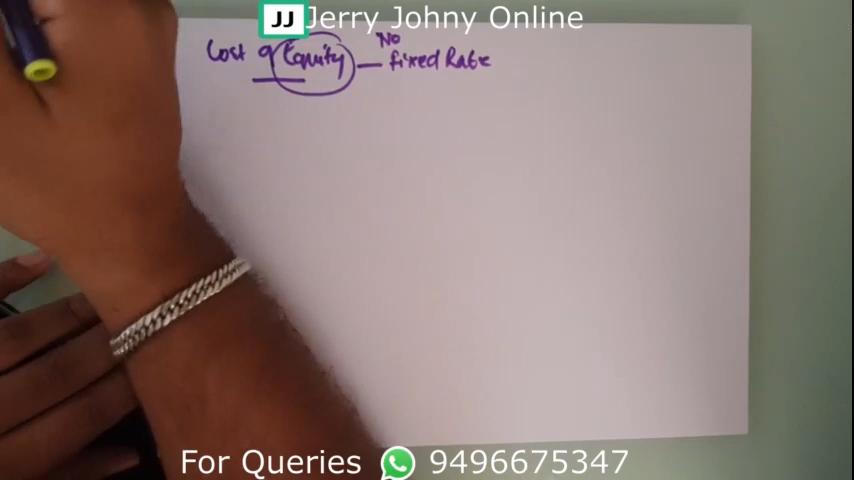 JJ Jerry Johny Online
No
Cost of Equity — fixed Rate
For Queries 9496675347